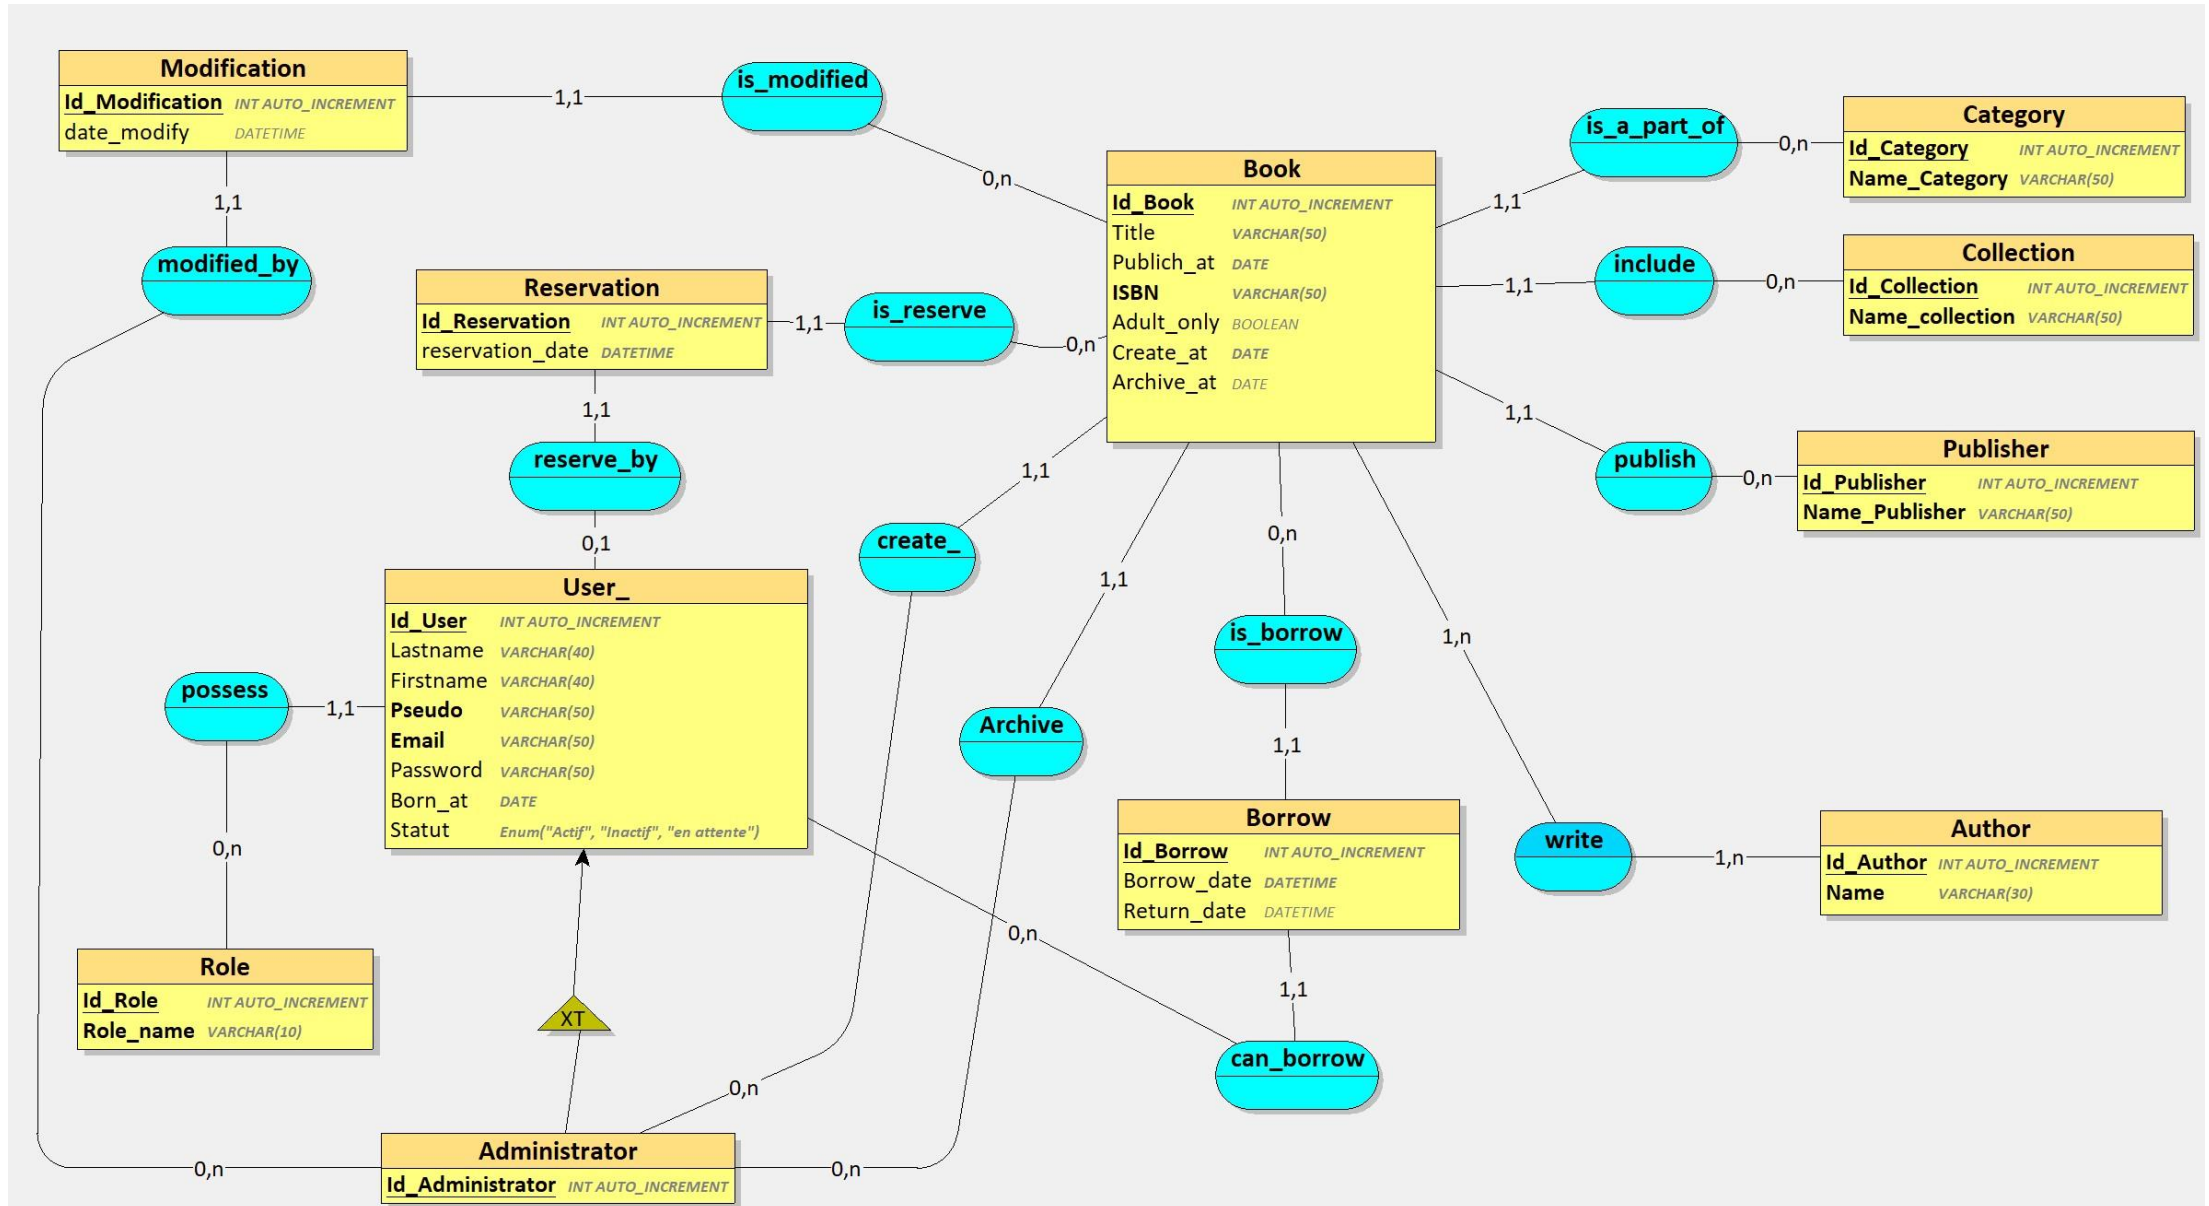 Modification
Id_Modification INT AUTO_INCREMENT
date_modify DATETIME
1,1
is_modified
0,n
1,1
modified_by
0,n
Reservation
Id_Reservation INT AUTO_INCREMENT
reservation_date DATETIME
1,1
is_reserve
0,n
1,1
reserve_by
0,1
Book
Id_Book INT AUTO_INCREMENT
Title VARCHAR(50)
Publich_at DATE
ISBN VARCHAR(50)
Adult_only BOOLEAN
Create_at DATE
Archive_at DATE
1,1
is_a_part_of
0,n
Category
Id_Category INT AUTO_INCREMENT
Name_Category VARCHAR(50)
1,1
include
0,n
Collection
Id_Collection INT AUTO_INCREMENT
Name_collection VARCHAR(50)
1,1
publish
0,n
Publisher
Id_Publisher INT AUTO_INCREMENT
Name_Publisher VARCHAR(50)
1,1
create_
0,n
1,1
Archive
0,n
0,n
is_borrow
1,1
1,n
write
1,n
Author
Id_Author INT AUTO_INCREMENT
Name VARCHAR(30)
User_
Id_User INT AUTO_INCREMENT
Lastname VARCHAR(40)
Firstname VARCHAR(40)
Pseudo VARCHAR(50)
Email VARCHAR(50)
Password VARCHAR(50)
Born_at DATE
Statut Enum("Actif", "Inactif", "en attente")
possess
1,1
0,n
Role
Id_Role INT AUTO_INCREMENT
Role_name VARCHAR(10)
Borrow
Id_Borrow INT AUTO_INCREMENT
Borrow_date DATETIME
Return_date DATETIME
0,n
1,1
can_borrow
XT
Administrator
Id_Administrator INT AUTO_INCREMENT